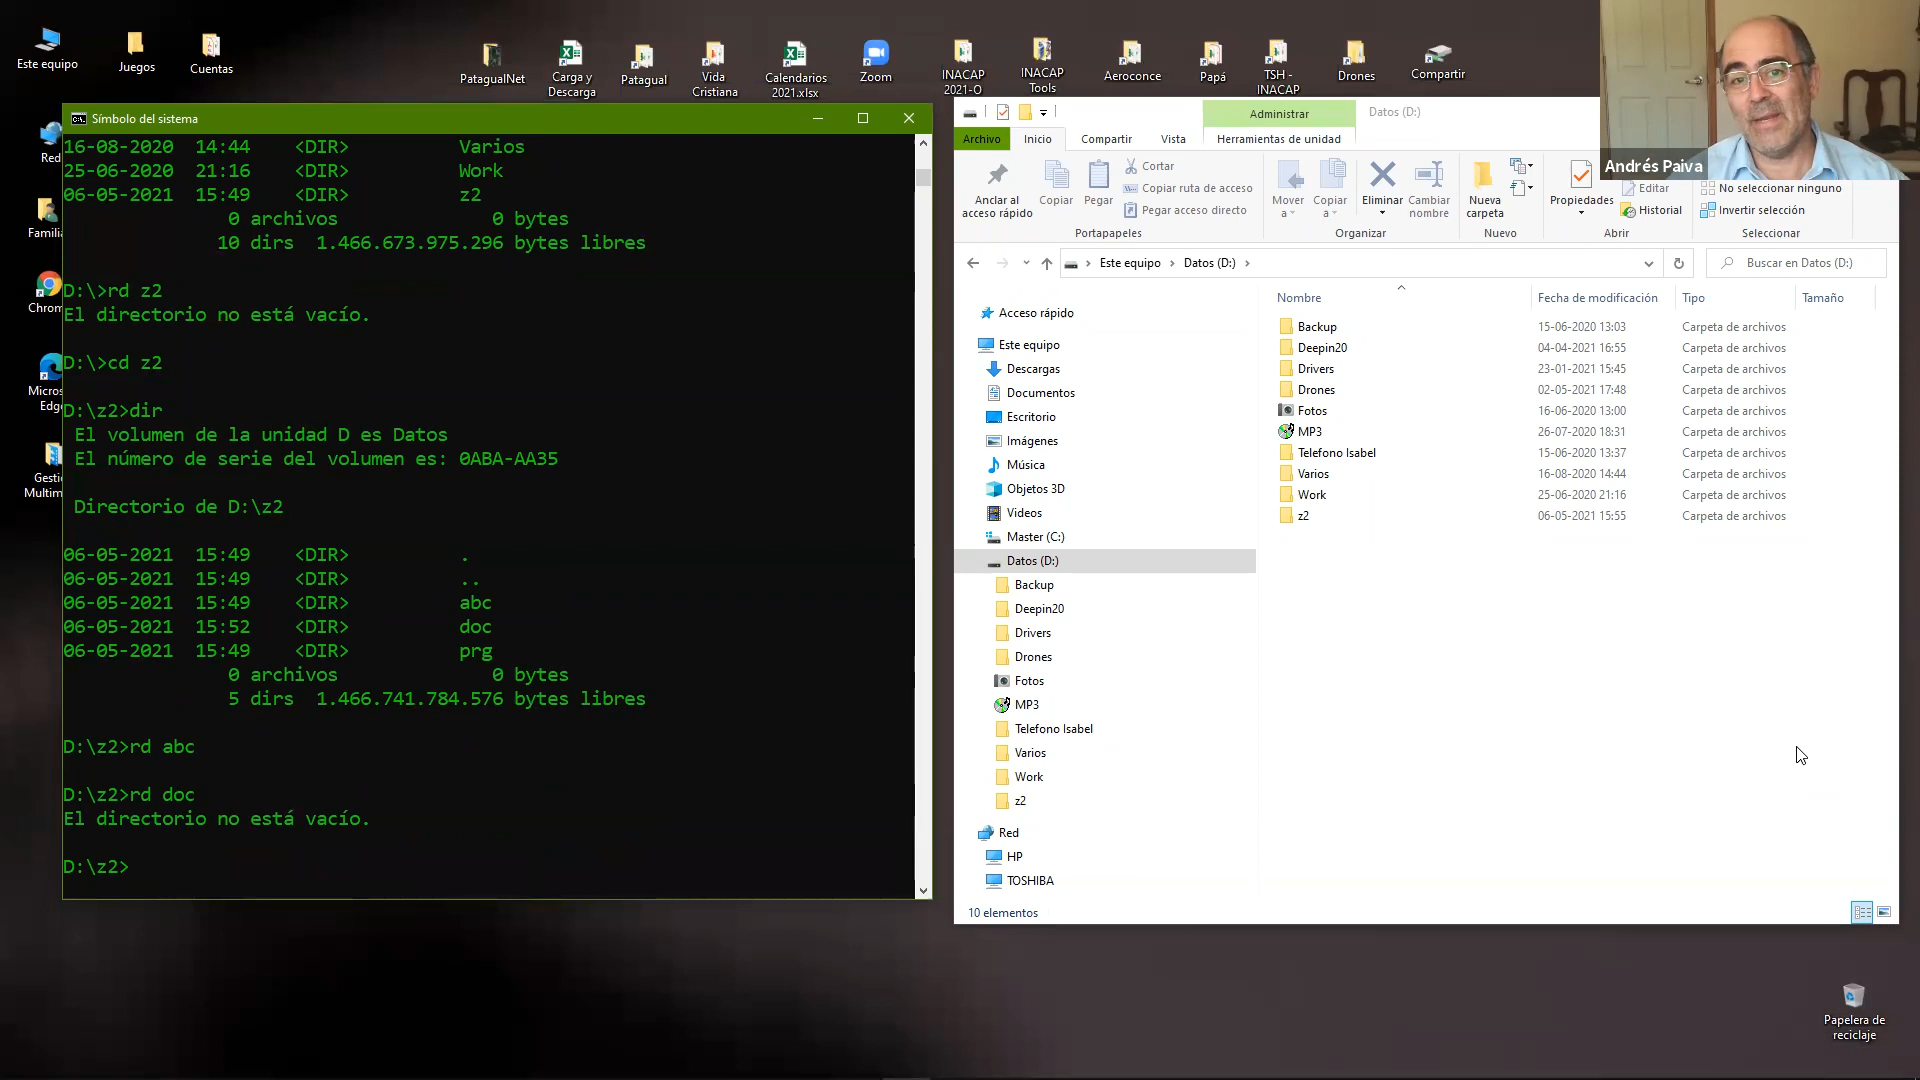 Este equipo
Juegos
Cuentas
PatagualNet
Carga y
Descarga
Patagual
Vida
Cristiana
Calendarios
2021.xlsx
Zoom
INACAP
2021-O
INACAP
Tools
Aeroconce
Papá
TSH -
INACAP
Drones
Compartir
Red
Familia
Chrom
Micros
Edg
Gesti
Multim
Papelera de
reciclaje
Andrés Paiva
Símbolo del sistema
16-08-2020 14:44 <DIR> Varios
25-06-2020 21:16 <DIR> Work
06-05-2021 15:49 <DIR> z2
0 archivos 0 bytes
10 dirs 1.466.673.975.296 bytes libres
D:\>rd z2
El directorio no está vacío.
D:\>cd z2
D:\z2>dir
El volumen de la unidad D es Datos
El número de serie del volumen es: 0ABA-AA35
Directorio de D:\z2
06-05-2021 15:49 <DIR> .
06-05-2021 15:49 <DIR> ..
06-05-2021 15:49 <DIR> abc
06-05-2021 15:52 <DIR> doc
06-05-2021 15:49 <DIR> prg
0 archivos 0 bytes
5 dirs 1.466.741.784.576 bytes libres
D:\z2>rd abc
D:\z2>rd doc
El directorio no está vacío.
D:\z2>
Administrar
Datos (D:)
Archivo
Inicio
Compartir
Vista
Herramientas de unidad
Anclar al
acceso rápido
Copiar
Pegar
Cortar
Copiar ruta de acceso
Pegar acceso directo
Portapapeles
Mover
a
Copiar
a
Eliminar
Cambiar
nombre
Organizar
Nueva
carpeta
Nuevo
Propiedades
Editar
Historial
Abrir
No seleccionar ninguno
Invertir selección
Seleccionar
Este equipo > Datos (D:) >
Buscar en Datos (D:)
Acceso rápido
Este equipo
Descargas
Documentos
Escritorio
Imágenes
Música
Objetos 3D
Videos
Master (C:)
Datos (D:)
Backup
Deepin20
Drivers
Drones
Fotos
MP3
Telefono Isabel
Varios
Work
z2
Red
HP
TOSHIBA
Nombre Fecha de modificación Tipo Tamaño
Backup 15-06-2020 13:03 Carpeta de archivos
Deepin20 04-04-2021 16:55 Carpeta de archivos
Drivers 23-01-2021 15:45 Carpeta de archivos
Drones 02-05-2021 17:48 Carpeta de archivos
Fotos 16-06-2020 13:00 Carpeta de archivos
MP3 26-07-2020 18:31 Carpeta de archivos
Telefono Isabel 15-06-2020 13:37 Carpeta de archivos
Varios 16-08-2020 14:44 Carpeta de archivos
Work 25-06-2020 21:16 Carpeta de archivos
z2 06-05-2021 15:55 Carpeta de archivos
10 elementos